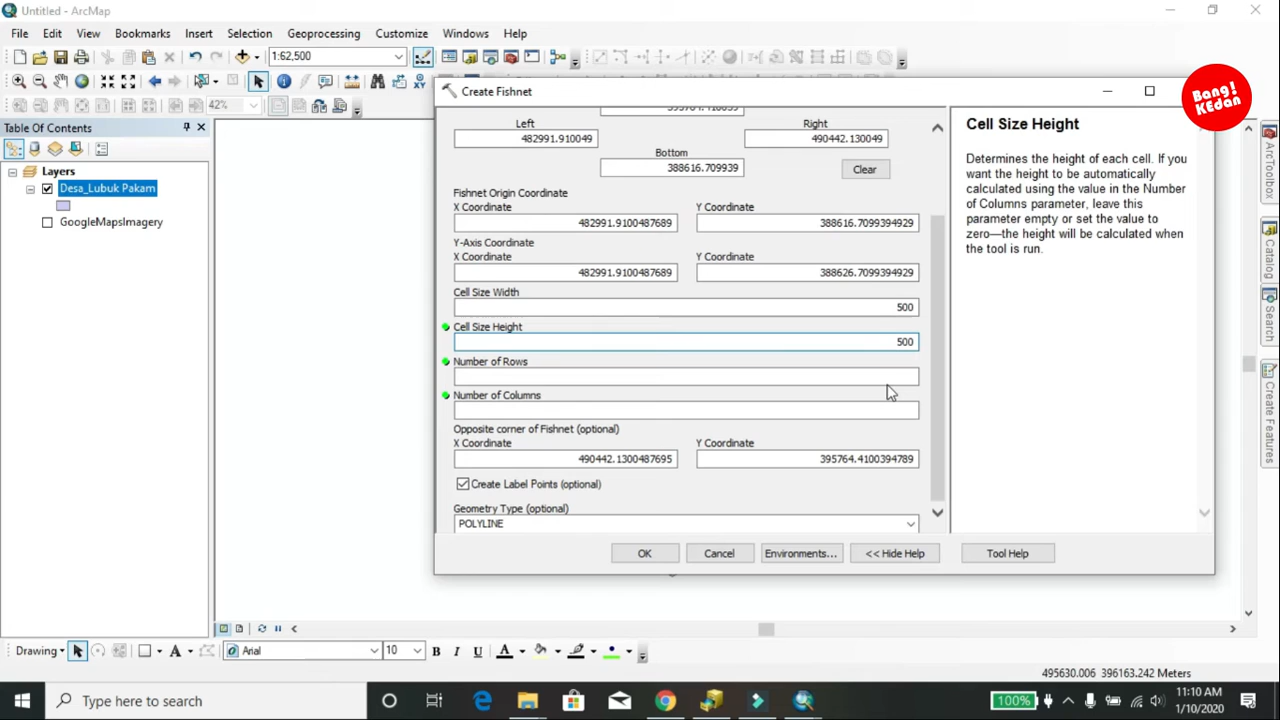 Untitled - ArcMap
File Edit View Bookmarks Insert Selection Geoprocessing Customize Windows Help
1:62,500
42%
Table Of Contents
Layers
Desa_Lubuk Pakam
GoogleMapsImagery
Create Fishnet
Bang!
KEdan
Left
Right
482991.910049
490442.130049
Bottom
388616.709939
Clear
Fishnet Origin Coordinate
X Coordinate
Y Coordinate
482991.9100487689
388616.7099394929
Y-Axis Coordinate
X Coordinate
Y Coordinate
482991.9100487689
388626.7099394929
Cell Size Width
500
Cell Size Height
500
Number of Rows
Number of Columns
Opposite corner of Fishnet (optional)
X Coordinate
Y Coordinate
490442.1300487695
395764.4100394789
Create Label Points (optional)
Geometry Type (optional)
POLYLINE
OK
Cancel
Environments...
<< Hide Help
Tool Help
Cell Size Height
Determines the height of each cell. If you
want the height to be automatically
calculated using the value in the Number
of Columns parameter, leave this
parameter empty or set the value to
zero—the height will be calculated when
the tool is run.
ArcToolbox
Catalog
Search
Create Features
Drawing
Arial
10
B I U A
495630.006 396163.242 Meters
Type here to search
100%
11:10 AM
1/10/2020